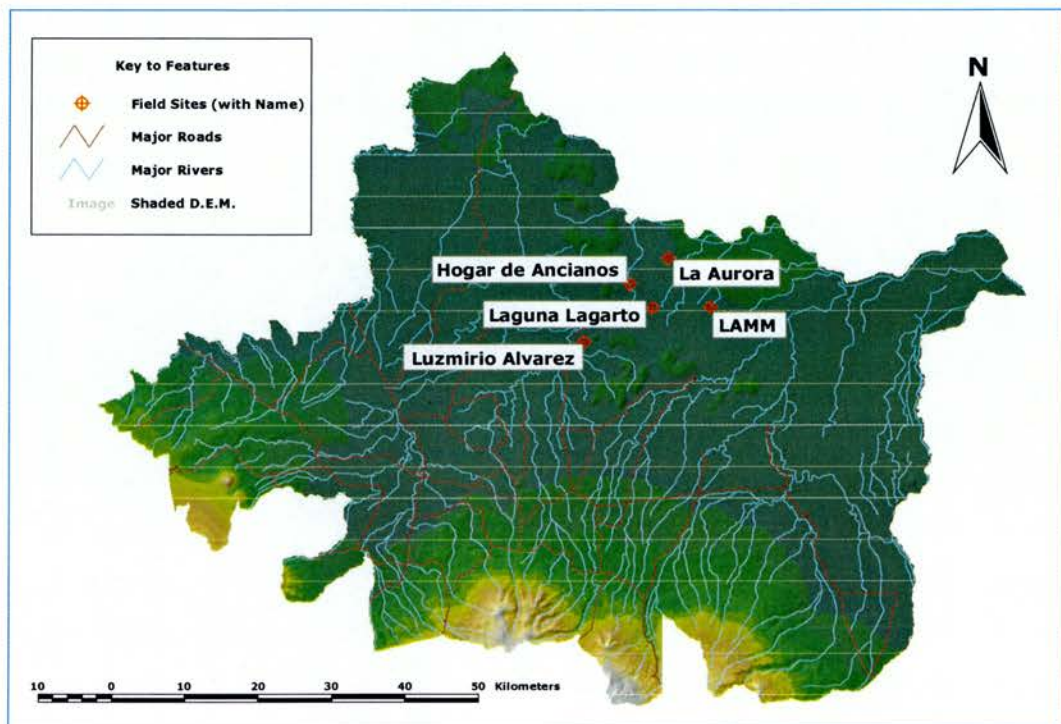 Key to Features
Field Sites (with Name)
Major Roads
Major Rivers
Image Shaded D.E.M.
N
Hogar de Ancianos
La Aurora
Laguna Lagarto
LAMM
Luzmirio Alvarez
10 0 10 20 30 40 50 Kilometers